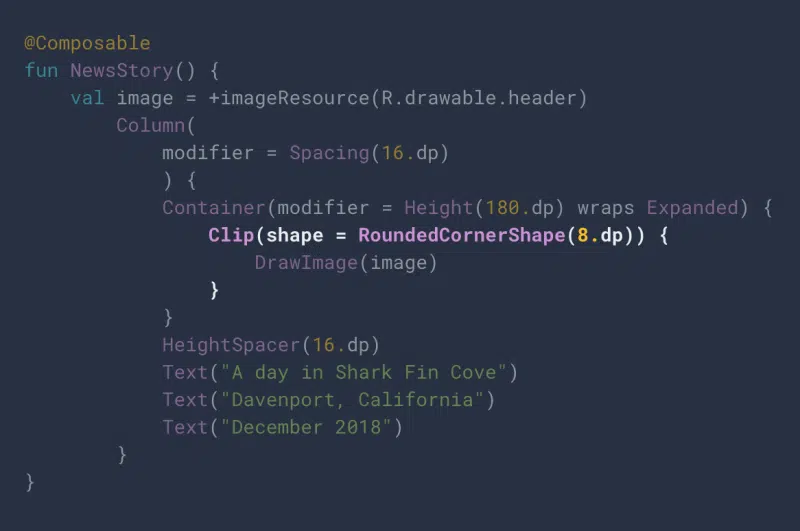 @Composable
fun NewsStory() {
val image = +imageResource(R.drawable.header)
Column(
modifier = Spacing(16.dp)
) {
Container(modifier = Height(180.dp) wraps Expanded) {
Clip(shape = RoundedCornerShape(8.dp)) {
DrawImage(image)
}
}
HeightSpacer(16.dp)
Text("A day in Shark Fin Cove")
Text("Davenport, California")
Text("December 2018")
}
}